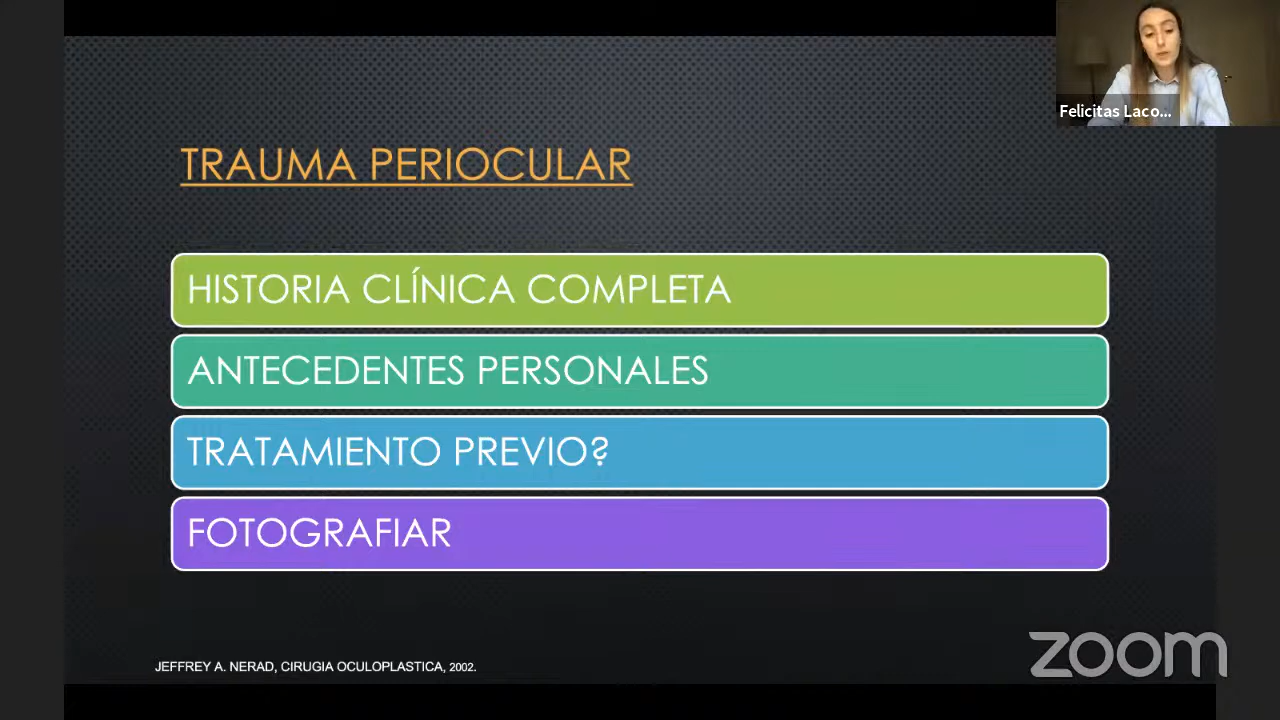 Felicitas Laco...
TRAUMA PERIOCULAR
HISTORIA CLÍNICA COMPLETA
ANTECEDENTES PERSONALES
TRATAMIENTO PREVIO?
FOTOGRAFIAR
JEFFREY A. NERAD, CIRUGIA OCULOPLASTICA, 2002.
zoom